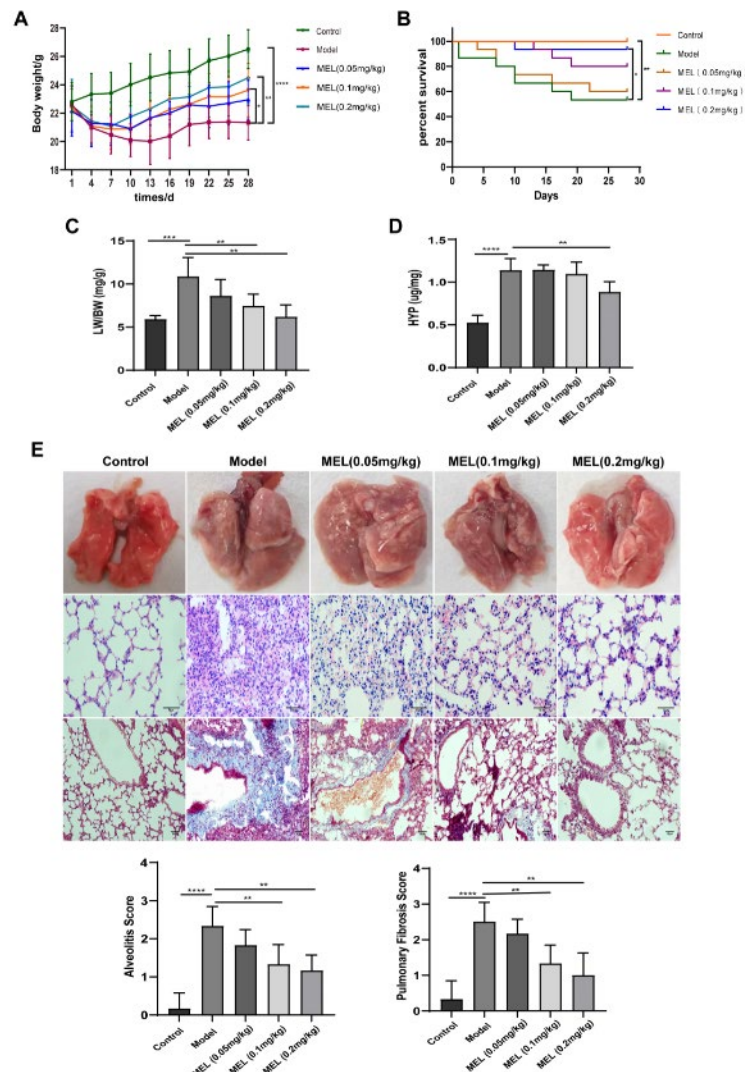 A
Body weight/g
28
26
24
22
20
18
1 4 7 10 13 16 19 22 25 28
times/d
Control
Model
MEL(0.05mg/kg)
MEL(0.1mg/kg)
MEL(0.2mg/kg)
*
**
****
B
percent survival
100
80
60
40
20
0
0 5 10 15 20 25 30
Days
Control
Model
MEL ( 0.05mg/kg )
MEL ( 0.1mg/kg )
MEL ( 0.2mg/kg )
*
**
C
LW/BW (mg/g)
15
10
5
0
***
**
**
Control
Model
MEL (0.05mg/kg)
MEL (0.1mg/kg)
MEL (0.2mg/kg)
D
HYP (ug/mg)
1.5
1.0
0.5
0.0
****
**
Control
Model
MEL (0.05mg/kg)
MEL (0.1mg/kg)
MEL (0.2mg/kg)
E
Control Model MEL(0.05mg/kg) MEL(0.1mg/kg) MEL(0.2mg/kg)
Alveolitis Score
4
3
2
1
0
****
**
**
Control
Model
MEL (0.05mg/kg)
MEL (0.1mg/kg)
MEL (0.2mg/kg)
Pulmonary Fibrosis Score
4
3
2
1
0
****
**
**
Control
Model
MEL (0.05mg/kg)
MEL (0.1mg/kg)
MEL (0.2mg/kg)